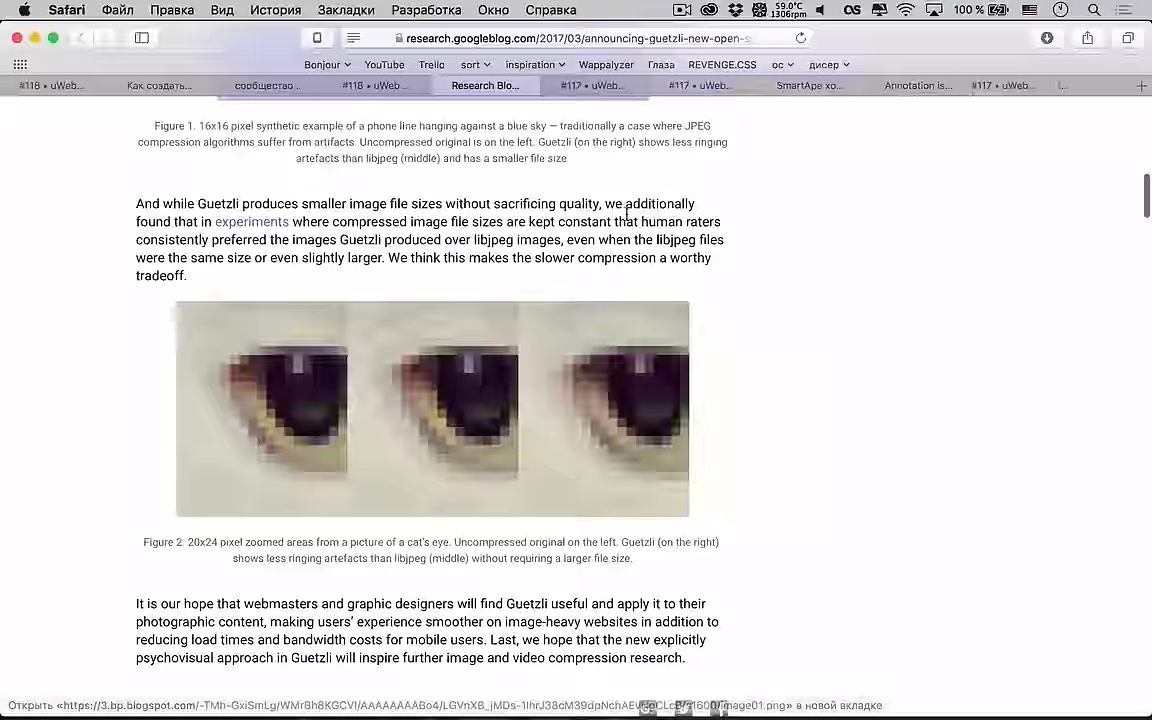 Safari Файл Правка Вид История Закладки Разработка Окно Справка 59.0°C 1306rpm 100 %
research.googleblog.com/2017/03/announcing-guetzli-new-open-s
Bonjour YouTube Trello sort inspiration Wappalyzer Глаза REVENGE.CSS ос дисер
#118 • uWeb... Как создать... сообщество ... #118 • uWeb... Research Blo... #117 • uWeb... #117 • uWeb... SmartApe хо... Annotation is... #117 • uWeb...
Figure 1. 16x16 pixel synthetic example of a phone line hanging against a blue sky — traditionally a case where JPEG
compression algorithms suffer from artifacts. Uncompressed original is on the left. Guetzli (on the right) shows less ringing
artefacts than libjpeg (middle) and has a smaller file size.
And while Guetzli produces smaller image file sizes without sacrificing quality, we additionally
found that in experiments where compressed image file sizes are kept constant that human raters
consistently preferred the images Guetzli produced over libjpeg images, even when the libjpeg files
were the same size or even slightly larger. We think this makes the slower compression a worthy
tradeoff.
Figure 2. 20x24 pixel zoomed areas from a picture of a cat's eye. Uncompressed original on the left. Guetzli (on the right)
shows less ringing artefacts than libjpeg (middle) without requiring a larger file size.
It is our hope that webmasters and graphic designers will find Guetzli useful and apply it to their
photographic content, making users' experience smoother on image-heavy websites in addition to
reducing load times and bandwidth costs for mobile users. Last, we hope that the new explicitly
psychovisual approach in Guetzli will inspire further image and video compression research.
Открыть в новой вкладке